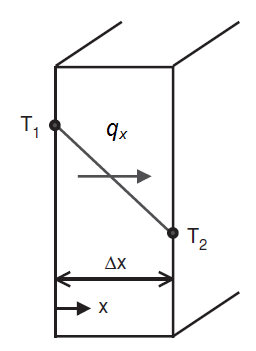 T₁
qₓ
T₂
Δx
x